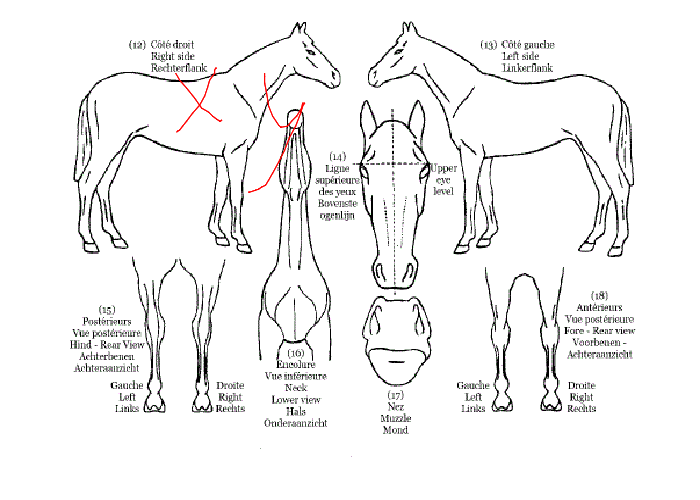 (12) Côté droit
Right side
Rechterflank
(13) Côté gauche
Left side
Linkerflank
(14)
Ligne
supérieure
des yeux
Bovenste
ogenlijn
Upper
eye
level
(15)
Postérieurs
Vue postérieure
Hind - Rear View
Achterbenen
Achteraanzicht
Gauche
Left
Links
Droite
Right
Rechts
(16)
Encolure
Vue inférieure
Neck
Lower view
Hals
Onderaanzicht
(17)
Nez
Muzzle
Mond
(18)
Antérieurs
Vue postérieure
Fore - Rear view
Voorbenen -
Achteraanzicht
Gauche
Left
Links
Droite
Right
Rechts